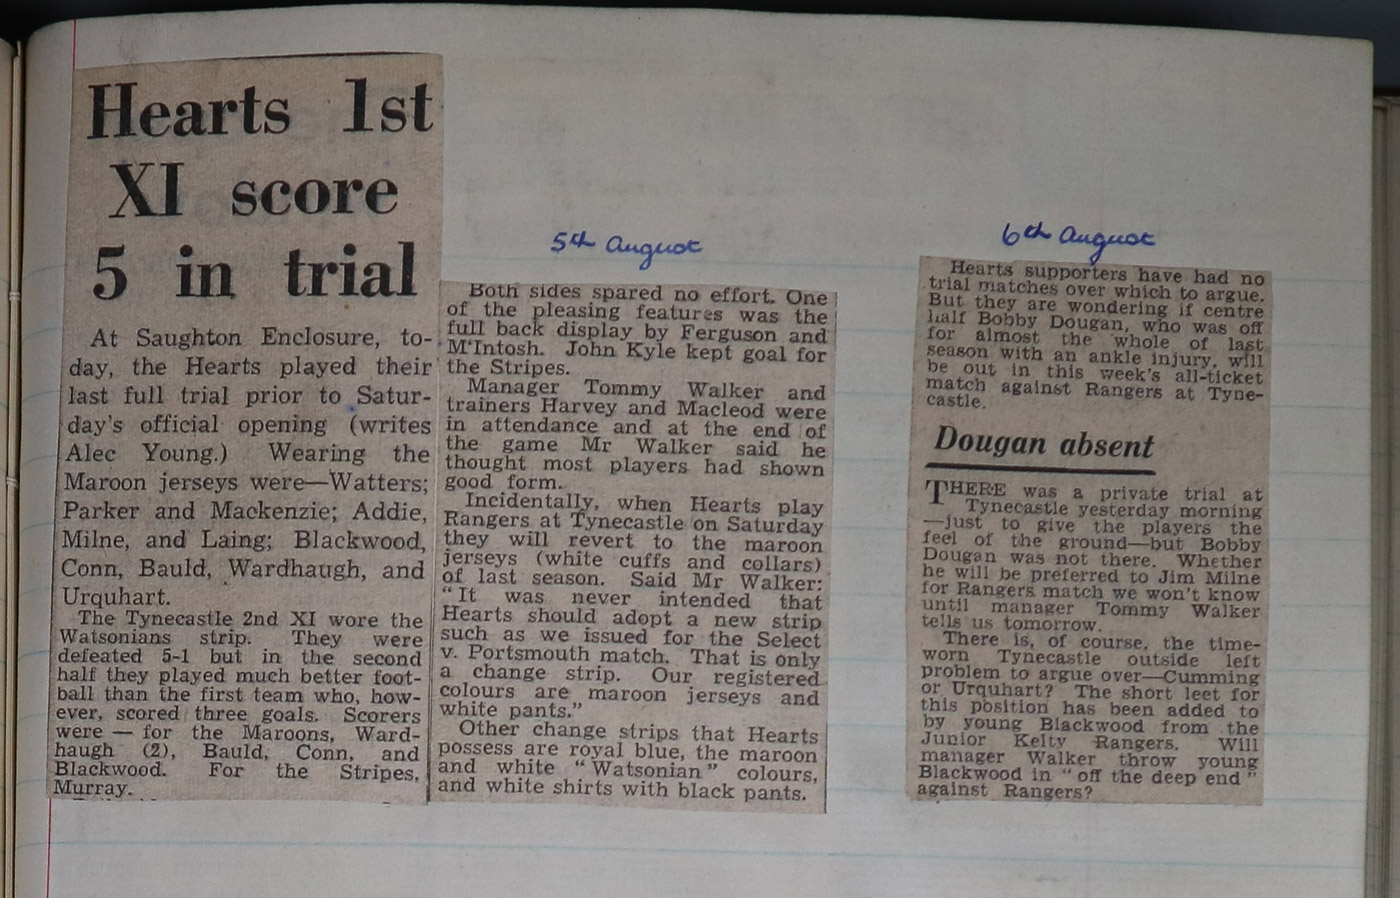 Hearts 1st
XI score
5 in trial
At Saughton Enclosure, to-
day, the Hearts played their
last full trial prior to Satur-
day's official opening (writes
Alec Young.) Wearing the
Maroon jerseys were—Watters;
Parker and Mackenzie; Addie,
Milne, and Laing; Blackwood,
Conn, Bauld, Wardhaugh, and
Urquhart.
The Tynecastle 2nd XI wore the
Watsonians strip. They were
defeated 5-1 but in the second
half they played much better foot-
ball than the first team who, how-
ever, scored three goals. Scorers
were — for the Maroons, Ward-
haugh (2), Bauld, Conn, and
Blackwood. For the Stripes,
Murray.
5th August
Both sides spared no effort. One
of the pleasing features was the
full back display by Ferguson and
M'Intosh. John Kyle kept goal for
the Stripes.
Manager Tommy Walker and
trainers Harvey and Macleod were
in attendance and at the end of
the game Mr Walker said he
thought most players had shown
good form.
Incidentally, when Hearts play
Rangers at Tynecastle on Saturday
they will revert to the maroon
jerseys (white cuffs and collars)
of last season. Said Mr Walker:
"It was never intended that
Hearts should adopt a new strip
such as we issued for the Select
v. Portsmouth match. That is only
a change strip. Our registered
colours are maroon jerseys and
white pants."
Other change strips that Hearts
possess are royal blue, the maroon
and white "Watsonian" colours,
and white shirts with black pants.
6th August
Hearts supporters have had no
trial matches over which to argue.
But they are wondering if centre
half Bobby Dougan, who was off
for almost the whole of last
season with an ankle injury, will
be out in this week's all-ticket
match against Rangers at Tyne-
castle.
Dougan absent
THERE was a private trial at
Tynecastle yesterday morning
—just to give the players the
feel of the ground—but Bobby
Dougan was not there. Whether
he will be preferred to Jim Milne
for Rangers match we won't know
until manager Tommy Walker
tells us tomorrow.
There is, of course, the time-
worn Tynecastle outside left
problem to argue over—Cumming
or Urquhart? The short leet for
this position has been added to
by young Blackwood from the
Junior Kelty Rangers. Will
manager Walker throw young
Blackwood in "off the deep end"
against Rangers?